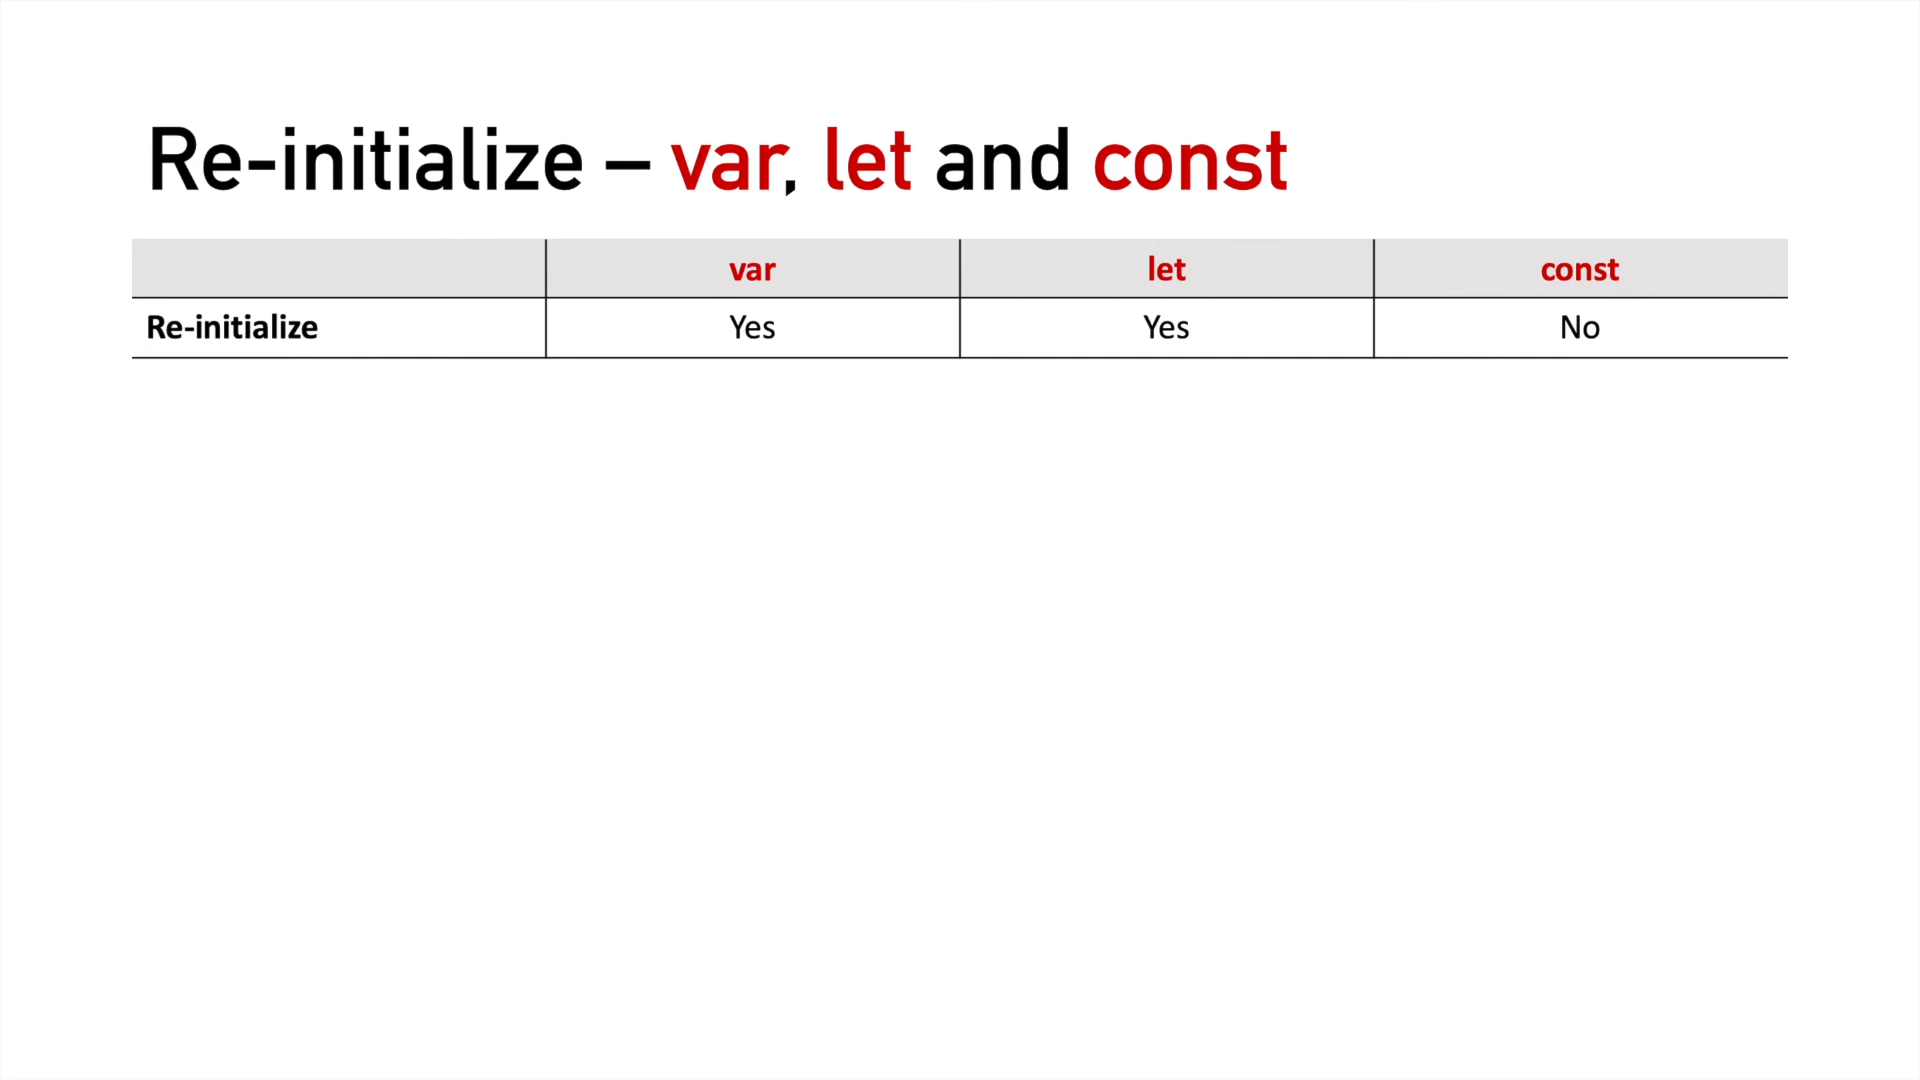 Re-initialize – var, let and const
var let const
Re-initialize Yes Yes No